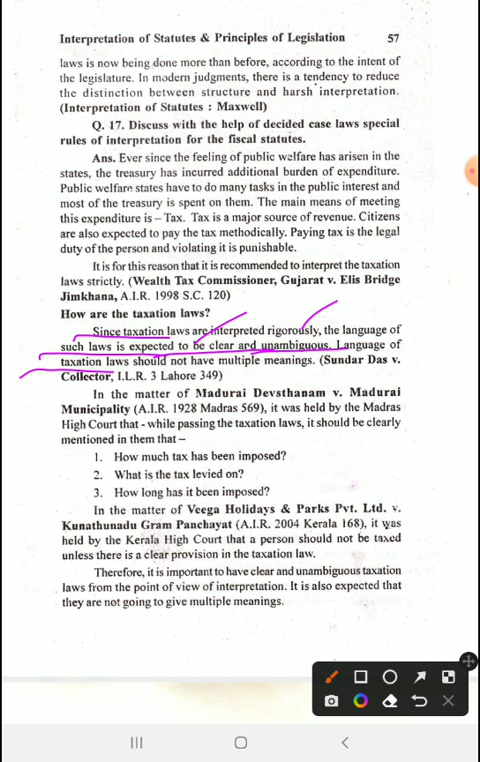 Interpretation of Statutes & Principles of Legislation 57
laws is now being done more than before, according to the intent of
the legislature. In modern judgments, there is a tendency to reduce
the distinction between structure and harsh interpretation.
(Interpretation of Statutes : Maxwell)
Q. 17. Discuss with the help of decided case laws special
rules of interpretation for the fiscal statutes.
Ans. Ever since the feeling of public welfare has arisen in the
states, the treasury has incurred additional burden of expenditure.
Public welfare states have to do many tasks in the public interest and
most of the treasury is spent on them. The main means of meeting
this expenditure is – Tax. Tax is a major source of revenue. Citizens
are also expected to pay the tax methodically. Paying tax is the legal
duty of the person and violating it is punishable.
It is for this reason that it is recommended to interpret the taxation
laws strictly. (Wealth Tax Commissioner, Gujarat v. Elis Bridge
Jimkhana, A.I.R. 1998 S.C. 120)
How are the taxation laws?
Since taxation laws are interpreted rigorously, the language of
such laws is expected to be clear and unambiguous. Language of
taxation laws should not have multiple meanings. (Sundar Das v.
Collector, I.L.R. 3 Lahore 349)
In the matter of Madurai Devsthanam v. Madurai
Municipality (A.I.R. 1928 Madras 569), it was held by the Madras
High Court that - while passing the taxation laws, it should be clearly
mentioned in them that –
1. How much tax has been imposed?
2. What is the tax levied on?
3. How long has it been imposed?
In the matter of Veega Holidays & Parks Pvt. Ltd. v.
Kunathunadu Gram Panchayat (A.I.R. 2004 Kerala 168), it was
held by the Kerala High Court that a person should not be taxed
unless there is a clear provision in the taxation law.
Therefore, it is important to have clear and unambiguous taxation
laws from the point of view of interpretation. It is also expected that
they are not going to give multiple meanings.